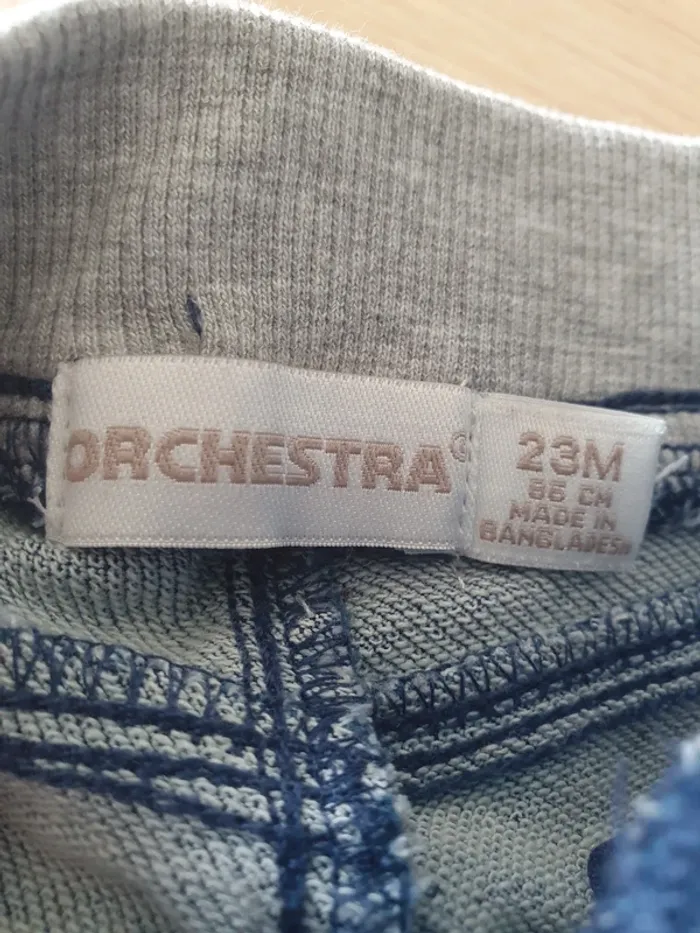 ORCHESTRA®
23M
86 CM
MADE IN
BANGLADESH